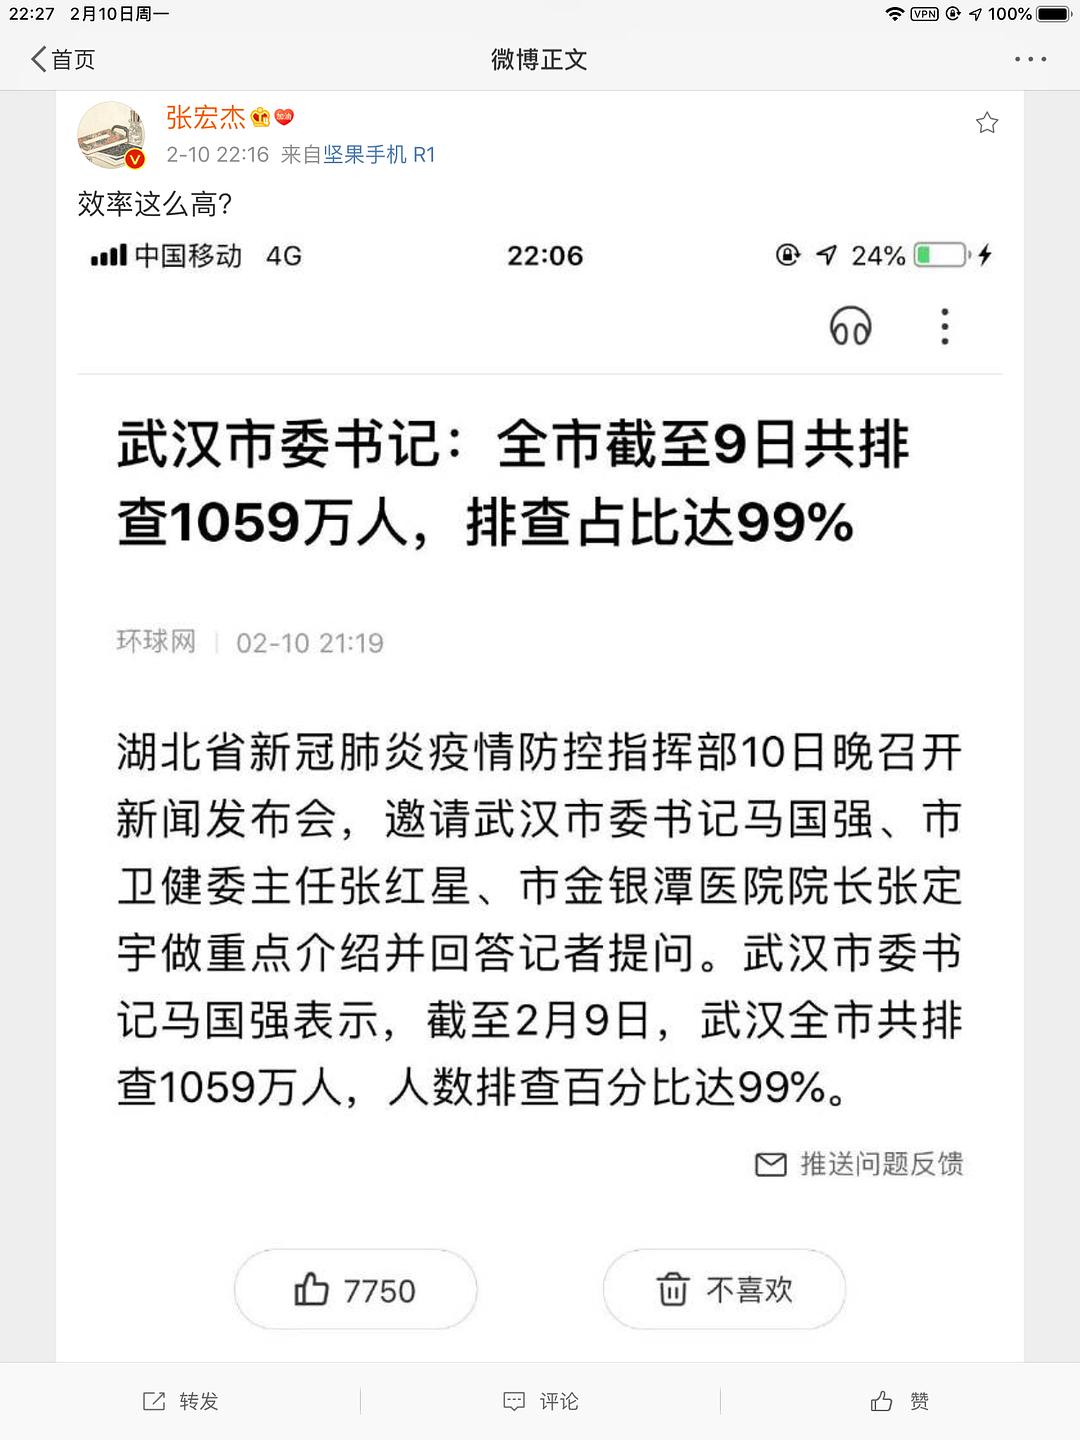 22:27 2月10日周一 VPN 100%
首页 微博正文
张宏杰 加油
2-10 22:16 来自坚果手机 R1
效率这么高?
中国移动 4G 22:06 24%
武汉市委书记：全市截至9日共排
查1059万人，排查占比达99%
环球网 | 02-10 21:19
湖北省新冠肺炎疫情防控指挥部10日晚召开
新闻发布会，邀请武汉市委书记马国强、市
卫健委主任张红星、市金银潭医院院长张定
宇做重点介绍并回答记者提问。武汉市委书
记马国强表示，截至2月9日，武汉全市共排
查1059万人，人数排查百分比达99%。
推送问题反馈
7750 不喜欢
转发 评论 赞